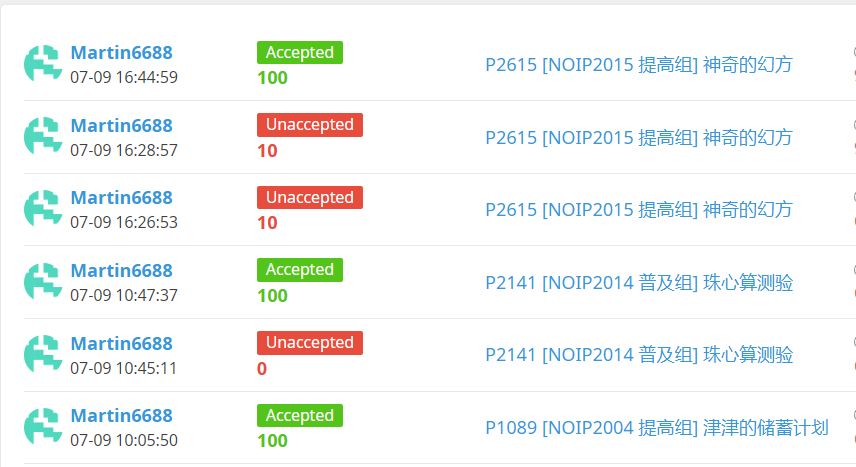 Martin6688
Accepted
07-09 16:44:59
100
P2615 [NOIP2015 提高组] 神奇的幻方
Martin6688
Unaccepted
07-09 16:28:57
10
P2615 [NOIP2015 提高组] 神奇的幻方
Martin6688
Unaccepted
07-09 16:26:53
10
P2615 [NOIP2015 提高组] 神奇的幻方
Martin6688
Accepted
07-09 10:47:37
100
P2141 [NOIP2014 普及组] 珠心算测验
Martin6688
Unaccepted
07-09 10:45:11
0
P2141 [NOIP2014 普及组] 珠心算测验
Martin6688
Accepted
07-09 10:05:50
100
P1089 [NOIP2004 提高组] 津津的储蓄计划